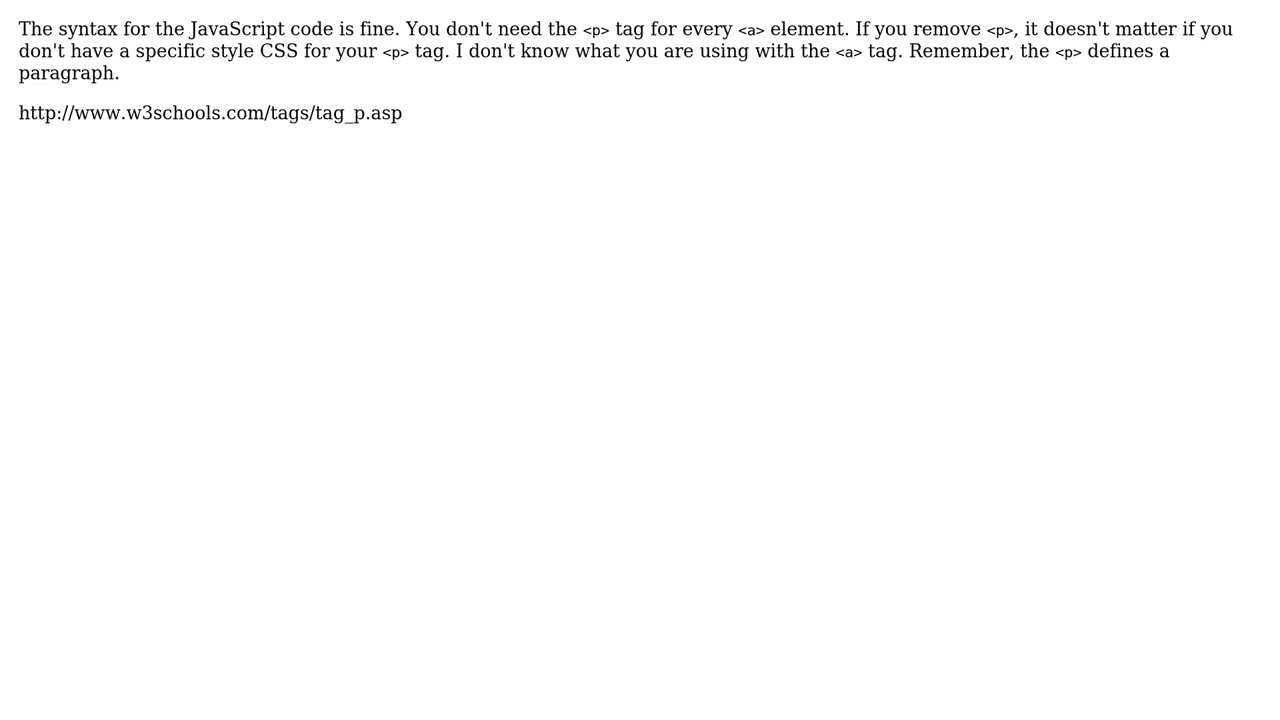 The syntax for the JavaScript code is fine. You don't need the <p> tag for every <a> element. If you remove <p>, it doesn't matter if you
don't have a specific style CSS for your <p> tag. I don't know what you are using with the <a> tag. Remember, the <p> defines a
paragraph.
http://www.w3schools.com/tags/tag_p.asp